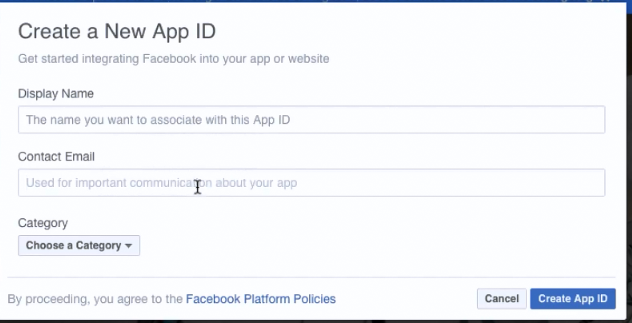 Create a New App ID
Get started integrating Facebook into your app or website
Display Name
The name you want to associate with this App ID
Contact Email
Used for important communication about your app
Category
Choose a Category
By proceeding, you agree to the Facebook Platform Policies
Cancel
Create App ID